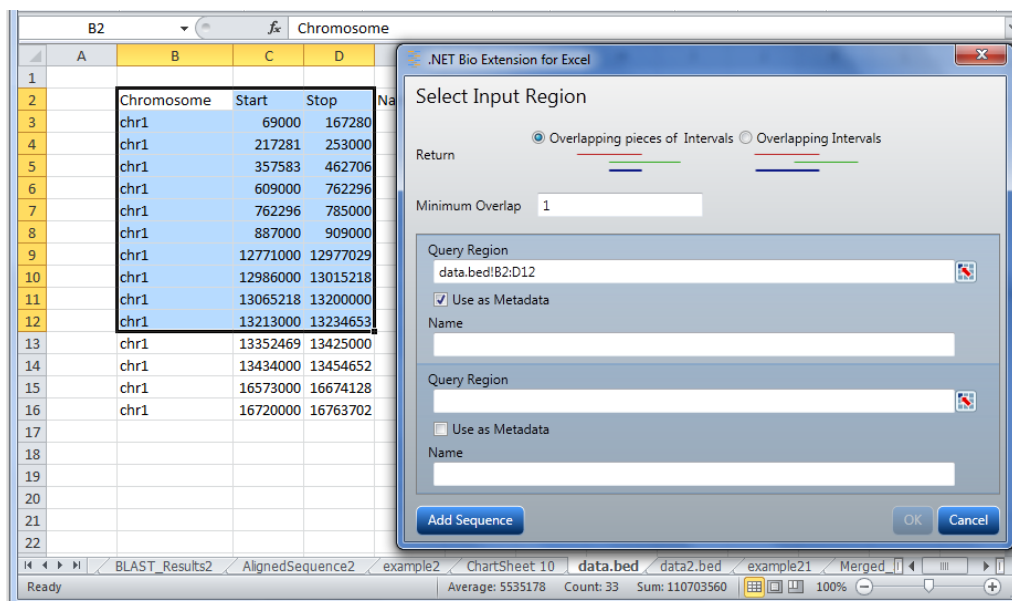 B2 fx Chromosome
A B C D
.NET Bio Extension for Excel
1
2 Chromosome Start Stop Na
3 chr1 69000 167280
4 chr1 217281 253000
5 chr1 357583 462706
6 chr1 609000 762296
7 chr1 762296 785000
8 chr1 887000 909000
9 chr1 12771000 12977029
10 chr1 12986000 13015218
11 chr1 13065218 13200000
12 chr1 13213000 13234653
13 chr1 13352469 13425000
14 chr1 13434000 13454652
15 chr1 16573000 16674128
16 chr1 16720000 16763702
17
18
19
20
21
22
Select Input Region
Overlapping pieces of Intervals Overlapping Intervals
Return
Minimum Overlap 1
Query Region
data.bed!B2:D12
Use as Metadata
Name
Query Region
Use as Metadata
Name
Add Sequence OK Cancel
BLAST_Results2 AlignedSequence2 example2 ChartSheet 10 data.bed data2.bed example21 Merged_
Ready Average: 5535178 Count: 33 Sum: 110703560 100%